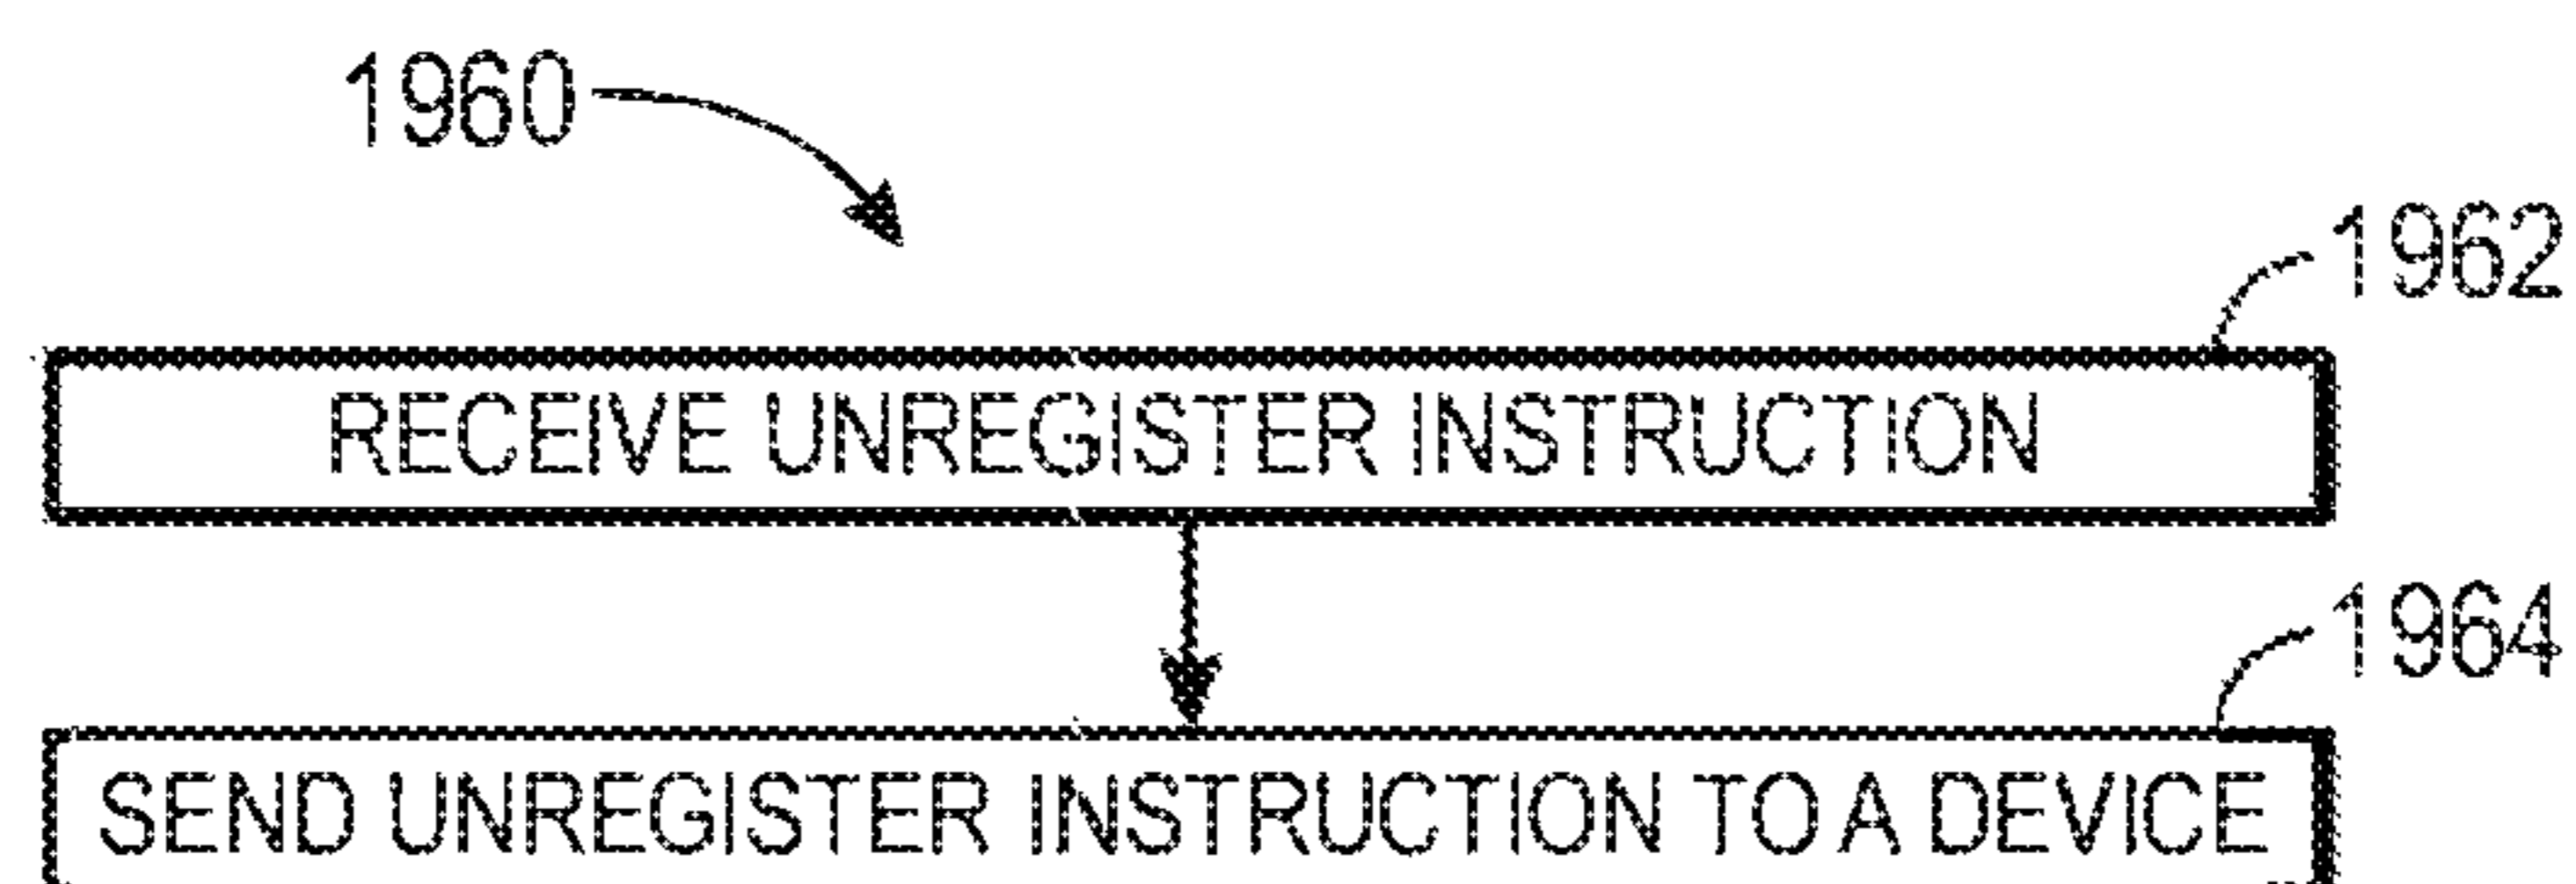 1960
1962
RECEIVE UNREGISTER INSTRUCTION
1964
SEND UNREGISTER INSTRUCTION TO A DEVICE